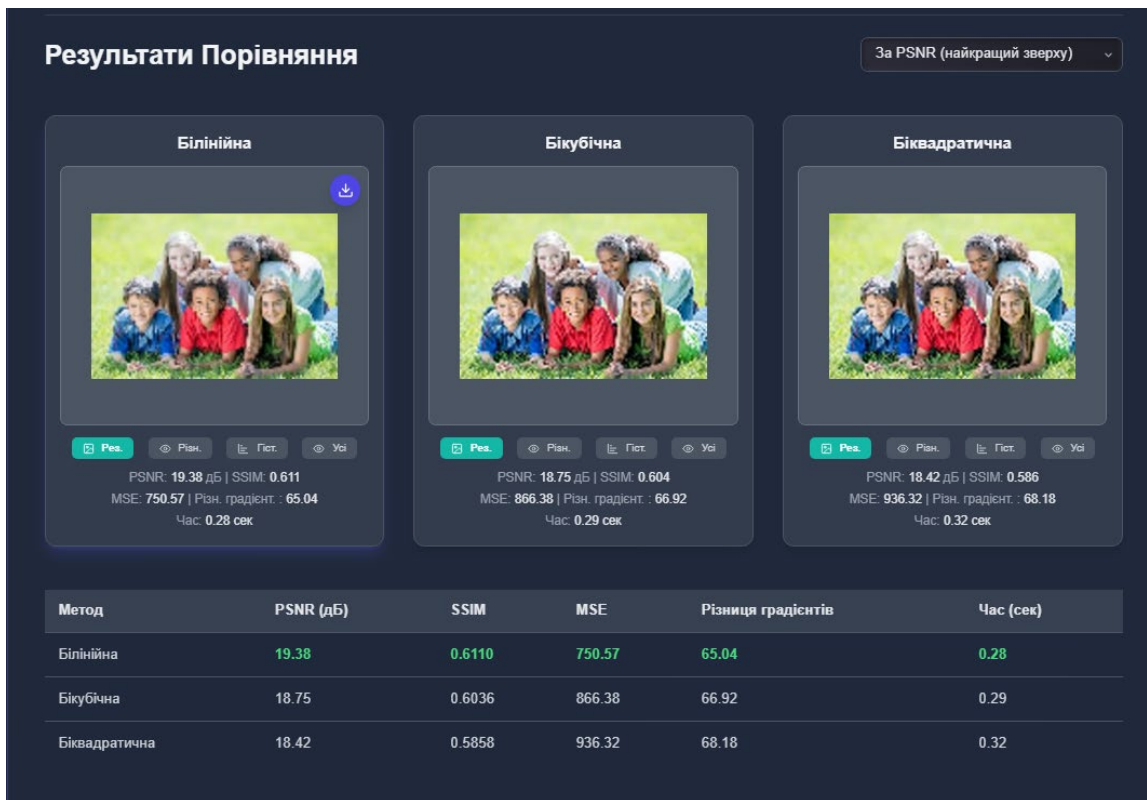 Результати Порівняння
За PSNR (найкращий зверху)
Білінійна
Рез. Різн. Гіст. Усі
PSNR: 19.38 дБ | SSIM: 0.611
MSE: 750.57 | Різн. градієнт. : 65.04
Час: 0.28 сек
Бікубічна
Рез. Різн. Гіст. Усі
PSNR: 18.75 дБ | SSIM: 0.604
MSE: 866.38 | Різн. градієнт. : 66.92
Час: 0.29 сек
Біквадратична
Рез. Різн. Гіст. Усі
PSNR: 18.42 дБ | SSIM: 0.586
MSE: 936.32 | Різн. градієнт. : 68.18
Час: 0.32 сек
Метод PSNR (дБ) SSIM MSE Різниця градієнтів Час (сек)
Білінійна 19.38 0.6110 750.57 65.04 0.28
Бікубічна 18.75 0.6036 866.38 66.92 0.29
Біквадратична 18.42 0.5858 936.32 68.18 0.32